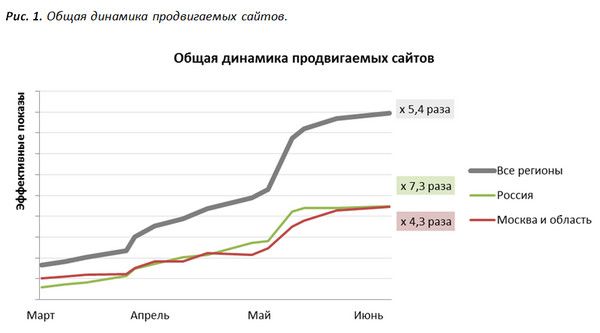 Рис. 1. Общая динамика продвигаемых сайтов.
Общая динамика продвигаемых сайтов
Эффективные показы
х 5,4 раза
х 7,3 раза
х 4,3 раза
Все регионы
Россия
Москва и область
Март Апрель Май Июнь